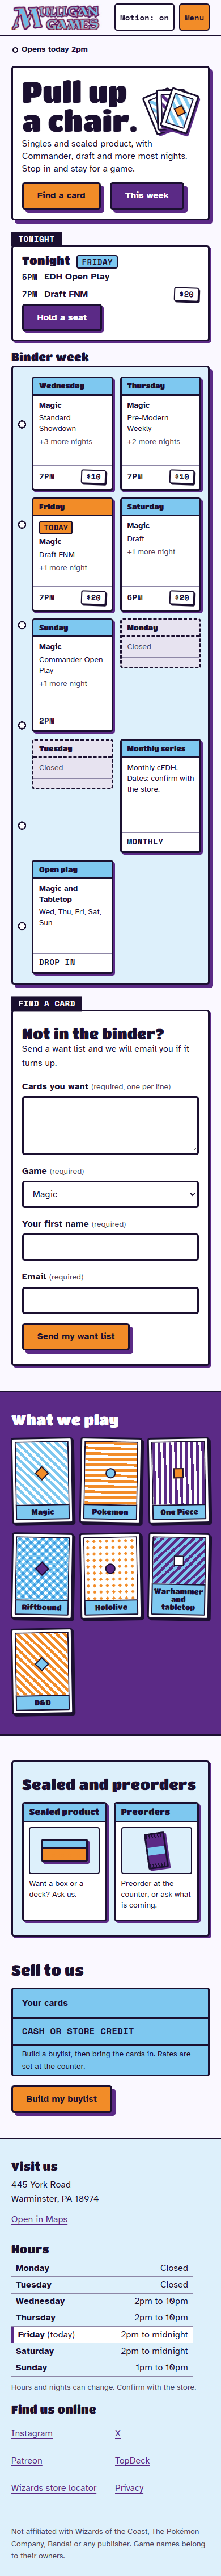 MULLIGAN
GAMES
Motion: on
Menu
Opens today 2pm
Pull up
a chair.
Singles and sealed product, with
Commander, draft and more most nights.
Stop in and stay for a game.
Find a card
This week
TONIGHT
Tonight
FRIDAY
5PM EDH Open Play
7PM Draft FNM
$20
Hold a seat
Binder week
Wednesday
Magic
Standard
Showdown
+3 more nights
7PM
$10
Thursday
Magic
Pre-Modern
Weekly
+2 more nights
7PM
$10
Friday
TODAY
Magic
Draft FNM
+1 more night
7PM
$20
Saturday
Magic
Draft
+1 more night
6PM
$20
Sunday
Magic
Commander Open
Play
+1 more night
2PM
Monday
Closed
Tuesday
Closed
Monthly series
Monthly cEDH.
Dates: confirm with
the store.
MONTHLY
Open play
Magic and
Tabletop
Wed, Thu, Fri, Sat,
Sun
DROP IN
FIND A CARD
Not in the binder?
Send a want list and we will email you if it
turns up.
Cards you want (required, one per line)
Game (required)
Magic
Your first name (required)
Email (required)
Send my want list
What we play
Magic
Pokemon
One Piece
Riftbound
Hololive
Warhammer
and
tabletop
D&D
Sealed and preorders
Sealed product
Want a box or a
deck? Ask us.
Preorders
Preorder at the
counter, or ask what
is coming.
Sell to us
Your cards
CASH OR STORE CREDIT
Build a buylist, then bring the cards in. Rates are
set at the counter.
Build my buylist
Visit us
445 York Road
Warminster, PA 18974
Open in Maps
Hours
Monday Closed
Tuesday Closed
Wednesday 2pm to 10pm
Thursday 2pm to 10pm
Friday (today) 2pm to midnight
Saturday 2pm to midnight
Sunday 1pm to 10pm
Hours and nights can change. Confirm with the store.
Find us online
Instagram
X
Patreon
TopDeck
Wizards store locator
Privacy
Not affiliated with Wizards of the Coast, The Pokémon
Company, Bandai or any publisher. Game names belong
to their owners.